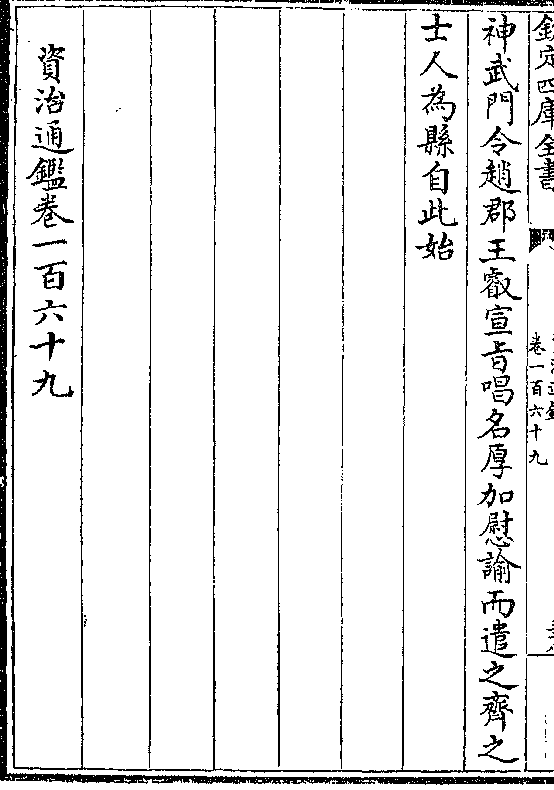 欽定四庫全書
卷一百六十九
神武門令趙郡王叡宣旨唱名厚加慰諭而遣之齊之
士人為縣自此始
資治通鑑卷一百六十九